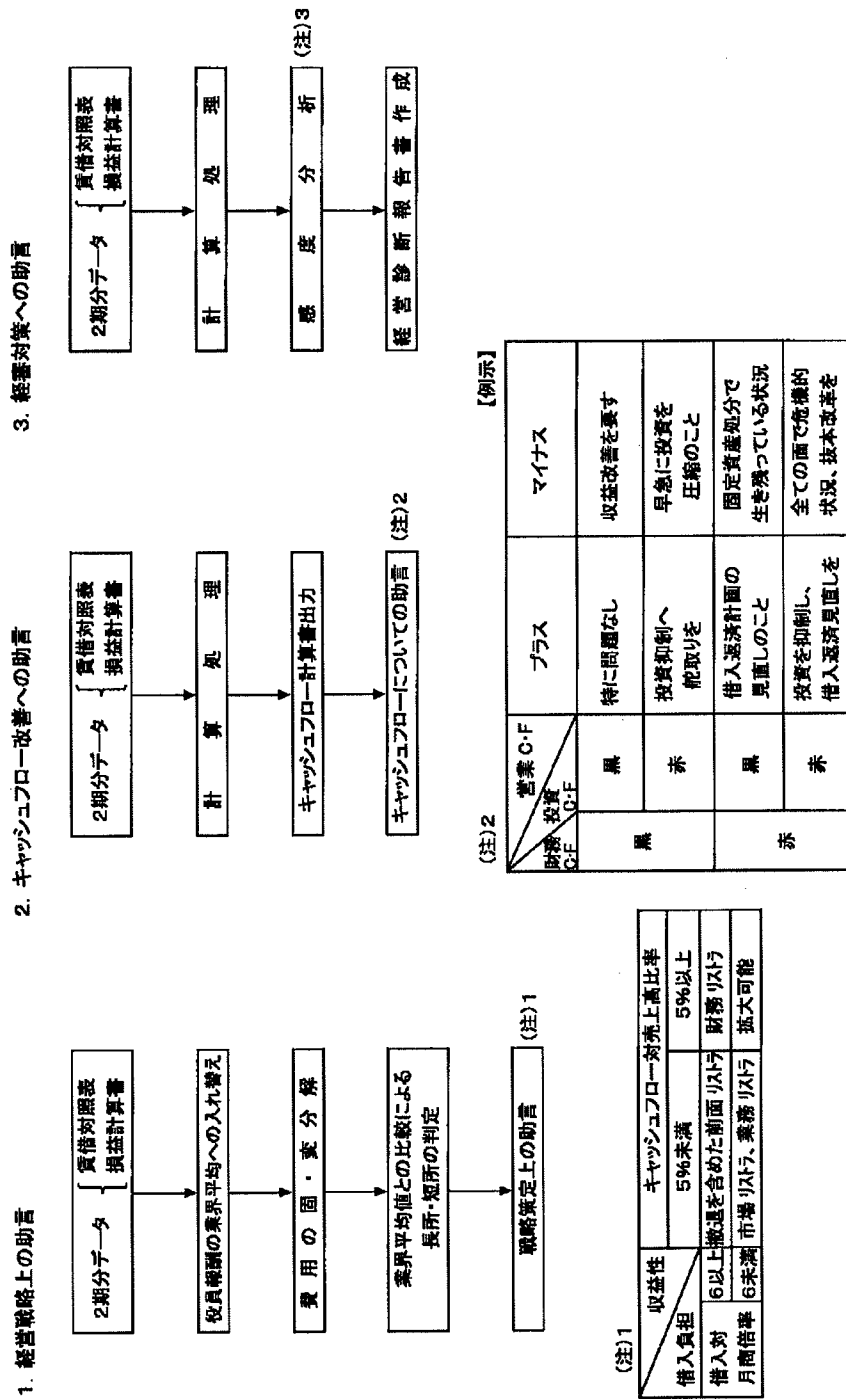 1. 経営戦略上の助言
2期分データ { 賃借対照表
損益計算書
役員報酬の業界平均への入れ替え
費用の固・変分解
業界平均値との比較による
長所・短所の判定
戦略策定上の助言
(注)1
2. キャッシュフロー改善への助言
2期分データ { 賃借対照表
損益計算書
計算処理
キャッシュフロー計算書出力
キャッシュフローについての助言
(注)2
3. 経審対策への助言
2期分データ { 賃借対照表
損益計算書
計算処理
感度分析
(注)3
経営診断報告書作成
(注)1
収益性
借入負担
キャッシュフロー対売上高比率
5%未満 5%以上
借入対
月商倍率
6以上 撤退を含めた前面リストラ 財務リストラ
6未満 市場リストラ、業務リストラ 拡大可能
(注)2
【例示】
営業C・F
投資
C・F
財務
C・F
プラス マイナス
黒 黒 特に問題なし 収益改善を要す
赤 投資抑制へ
舵取りを
早急に投資を
圧縮のこと
赤 黒 借入返済計画の
見直しのこと
固定資産処分で
生き残っている状況
赤 投資を抑制し、
借入返済見直しを
全ての面で危機的
状況、抜本改革を